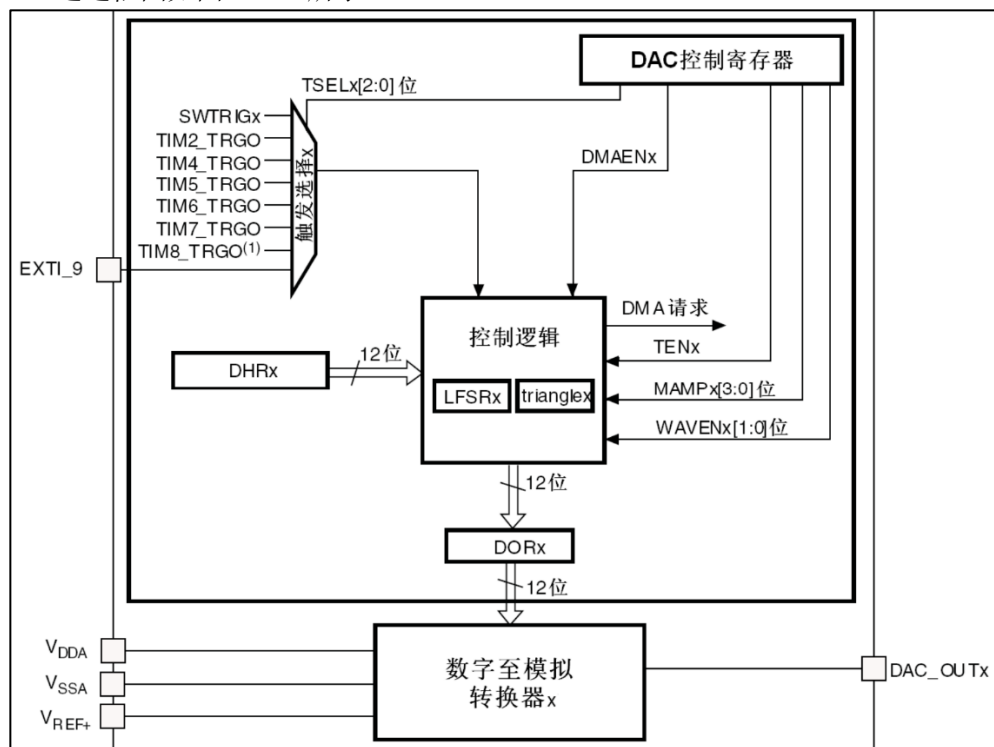 DAC控制寄存器
TSELx[2:0]位
SWTRIGx
TIM2_TRGO
TIM4_TRGO
TIM5_TRGO
TIM6_TRGO
TIM7_TRGO
TIM8_TRGO(1)
触发选择x
DMAENx
EXTI_9
控制逻辑
DMA请求
TENx
12位
DHRx
LFSRx
trianglex
MAMPx[3:0]位
WAVENx[1:0]位
12位
DORx
12位
VDDA
VSSA
VREF+
数字至模拟
转换器x
DAC_OUTx